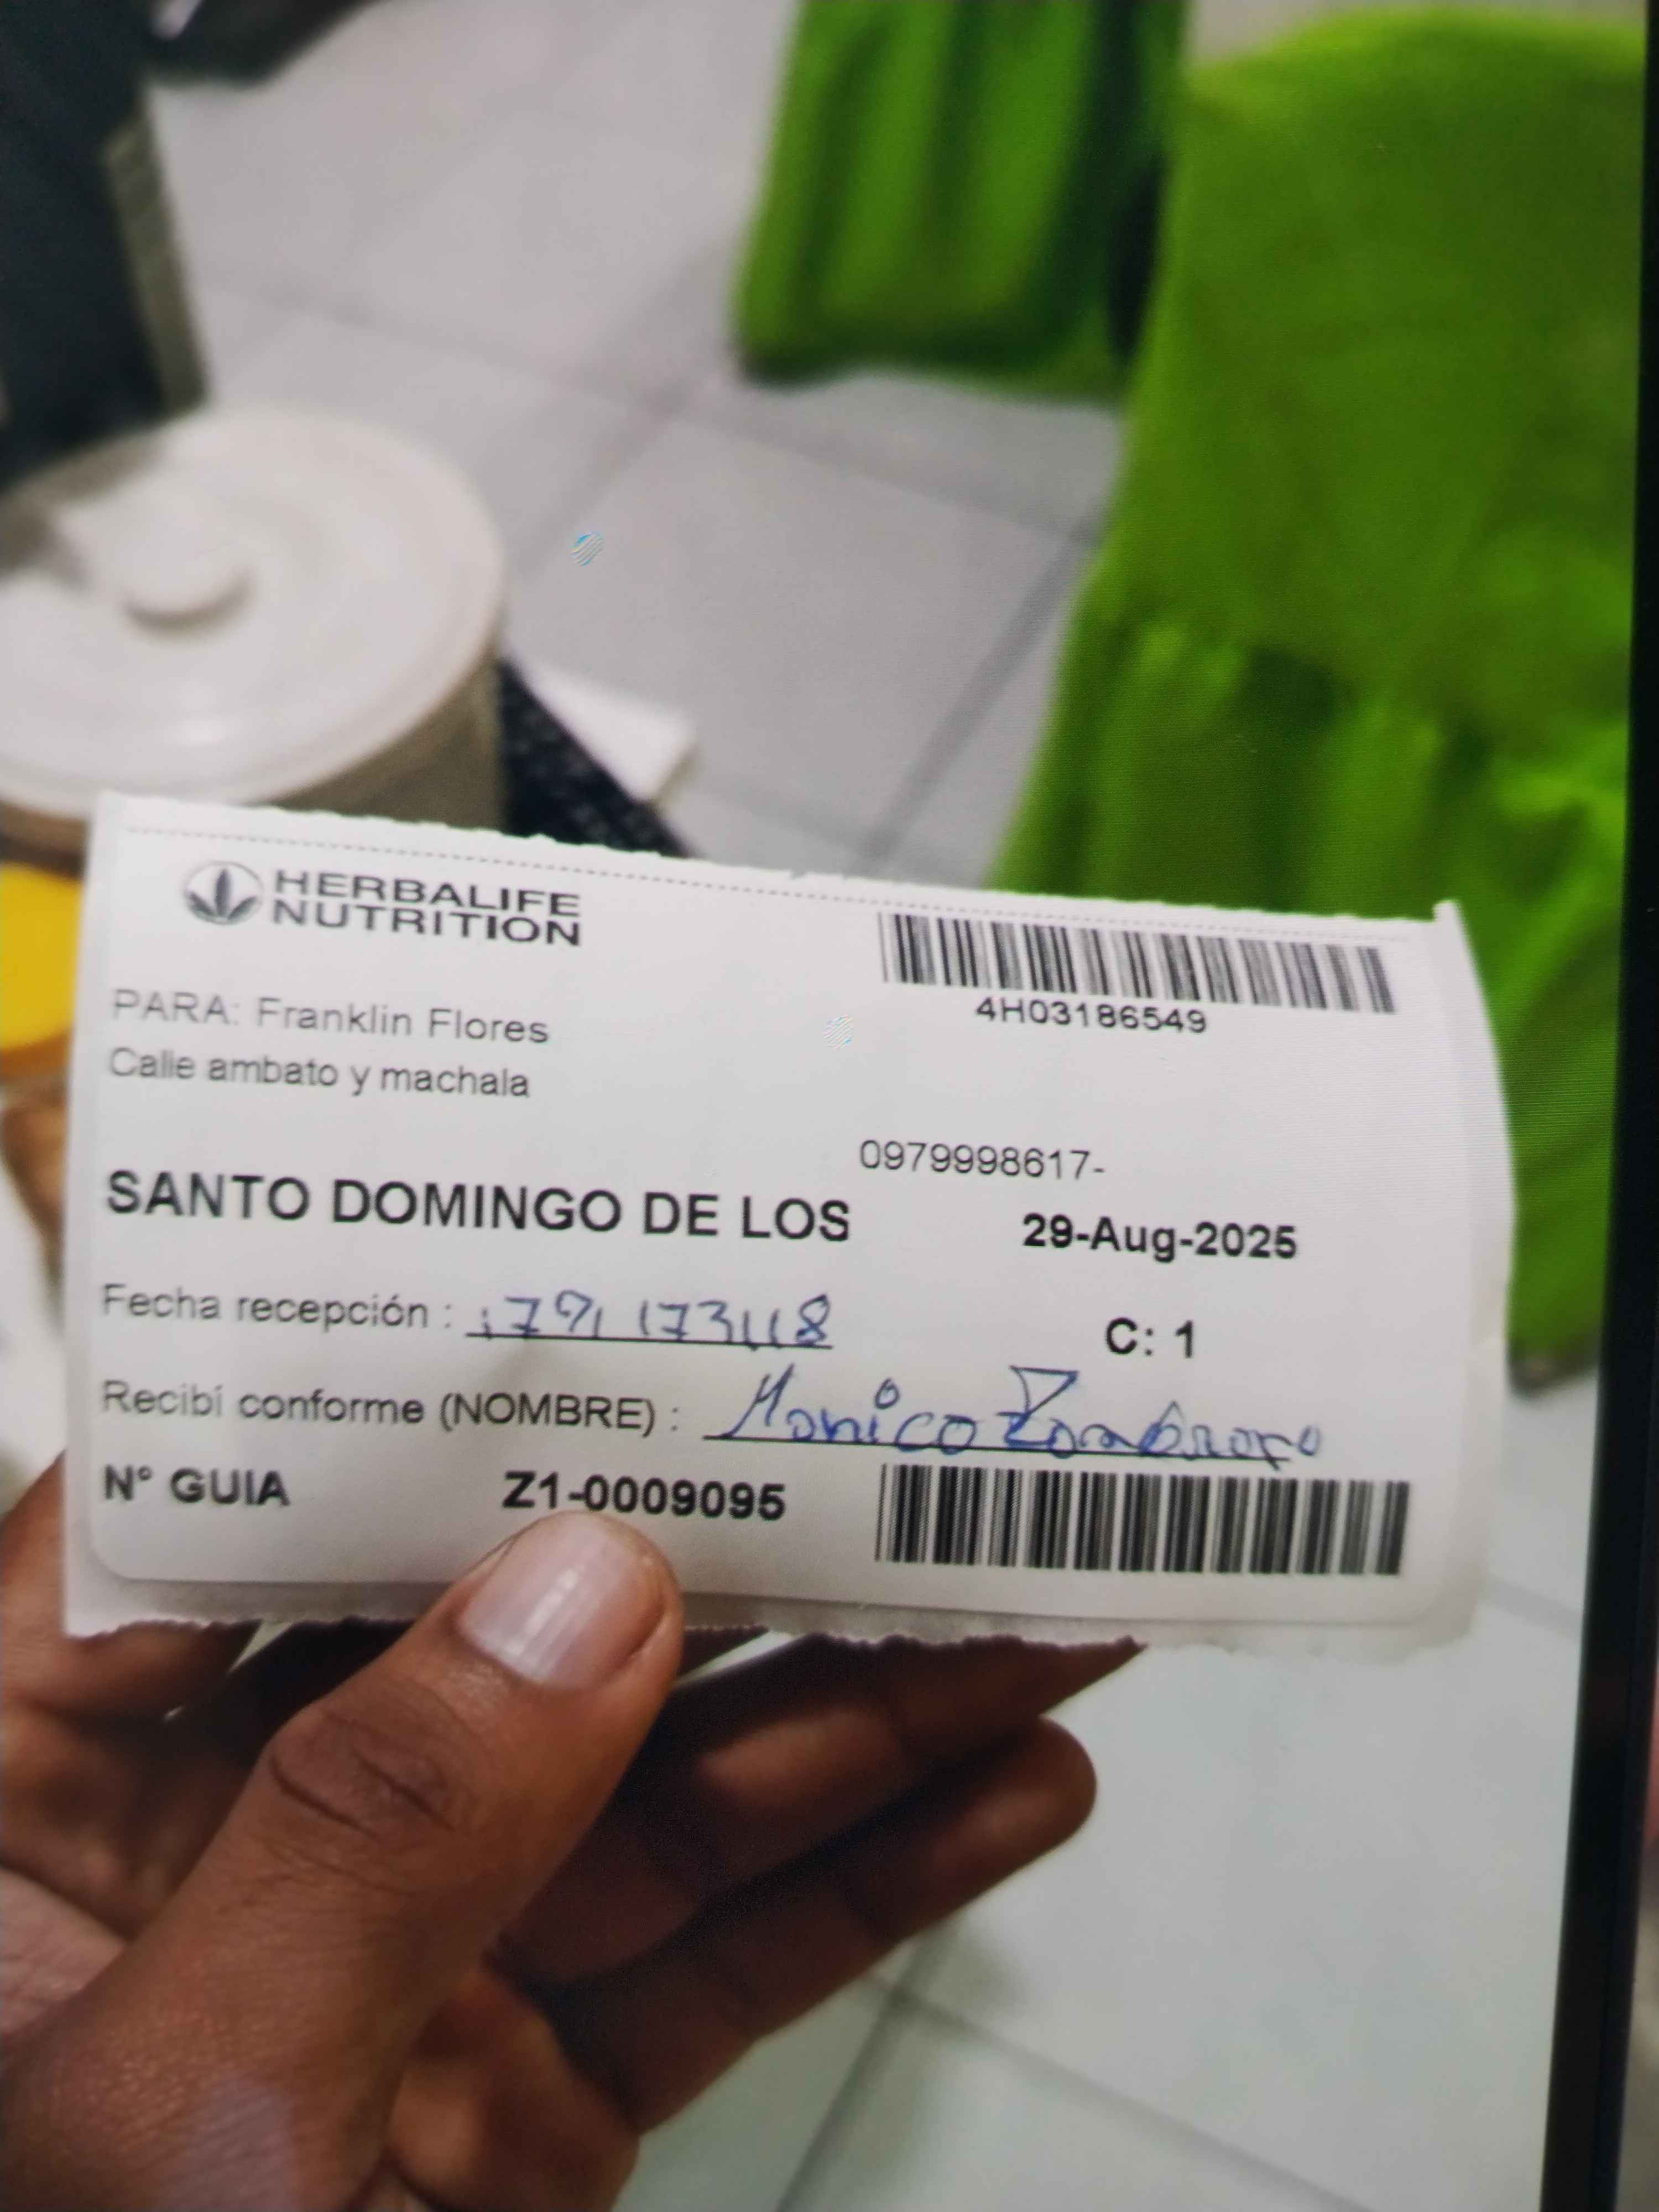 HERBALIFE
NUTRITION
4H03186549
PARA: Franklin Flores
Calle ambato y machala
0979998617-
SANTO DOMINGO DE LOS
29-Aug-2025
Fecha recepción :
C: 1
Recibí conforme (NOMBRE) : Monica
N° GUIA Z1-0009095